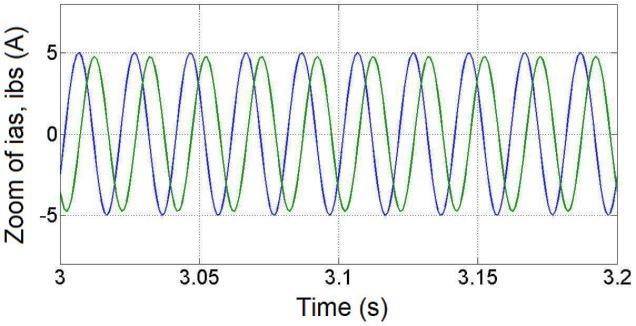 Zoom of ias, ibs (A)
5
0
-5
3 3.05 3.1 3.15 3.2
Time (s)